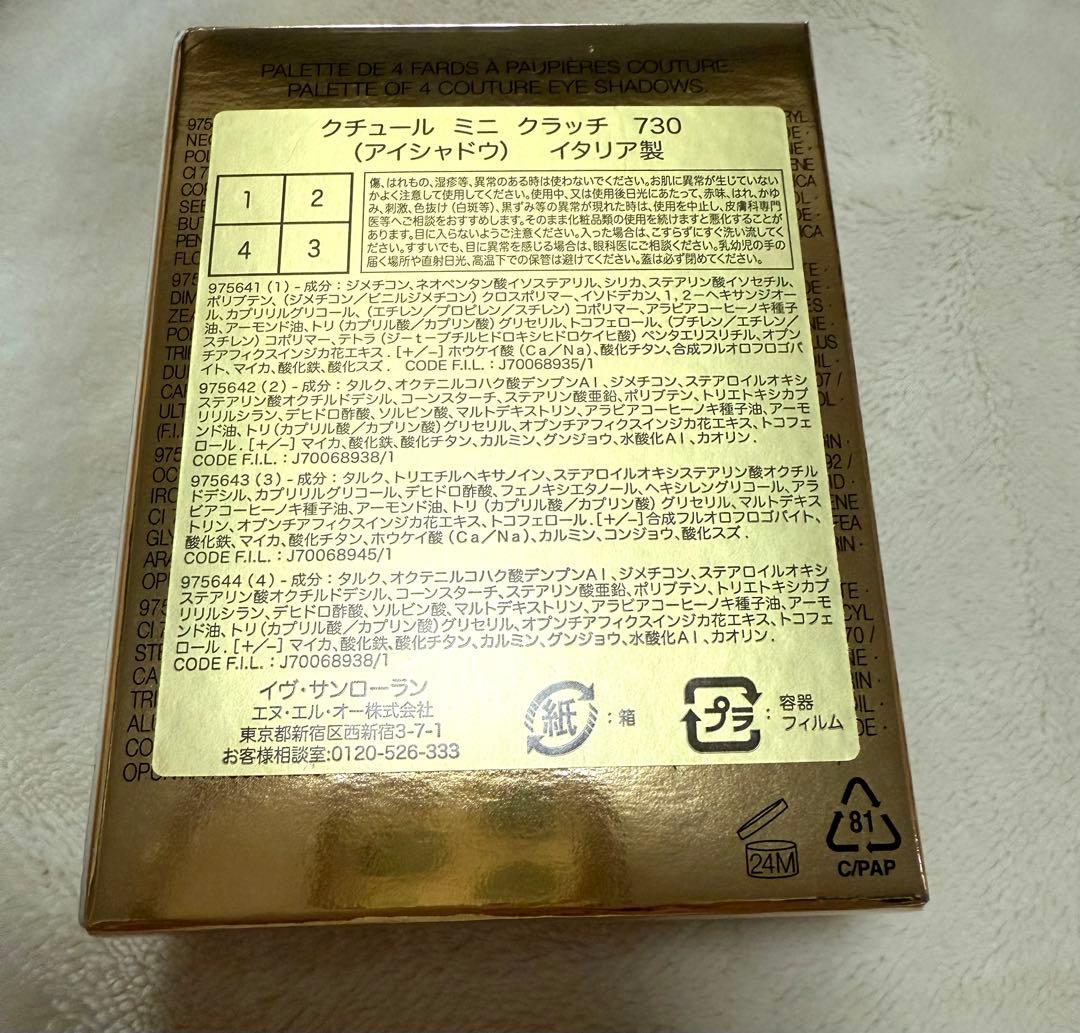 PALETTE DE 4 FARDS À PAUPIÈRES COUTURE
PALETTE OF 4 COUTURE EYE SHADOWS.
クチュール ミニ クラッチ 730
(アイシャドウ) イタリア製
1 2
4 3
傷、はれもの、湿疹等、異常のある時は使わないでください。お肌に異常が生じていない
かよく注意して使用してください。使用中、又は使用後日光にあたって、赤味、はれ、かゆ
み、刺激、色抜け(白斑等)、黒ずみ等の異常が現れた時は、使用を中止し、皮膚科専門
医等へご相談をおすすめします。そのまま化粧品類の使用を続けますと悪化することが
あります。目に入らないようご注意ください。入った場合は、こすらずにすぐ洗い流してく
ださい。すすいでも、目に異常を感じる場合は、眼科医にご相談ください。乳幼児の手の
届く場所や直射日光、高温下での保管は避けてください。蓋は必ず閉めてください。
975641 (1) - 成分:ジメチコン、ネオペンタン酸イソステアリル、シリカ、ステアリン酸イソセチル、
ポリブテン、(ジメチコン/ビニルジメチコン) クロスポリマー、イソドデカン、1,2-ヘキサンジオー
ル、カプリリルグリコール、(エチレン/プロピレン/スチレン) コポリマー、アラビアコーヒーノキ種子
油、アーモンド油、トリ (カプリル酸/カプリン酸) グリセリル、トコフェロール、(ブチレン/エチレン/
スチレン) コポリマー、テトラ (ジ-t-ブチルヒドロキシヒドロケイヒ酸) ペンタエリスリチル、オプン
チアフィクスインジカ花エキス. [+/-] ホウケイ酸 (Ca/Na)、酸化チタン、合成フルオロフロゴパ
イト、マイカ、酸化鉄、酸化スズ. CODE F.I.L. : J70068935/1
975642 (2) - 成分:タルク、オクテニルコハク酸デンプンAl、ジメチコン、ステアロイルオキシ
ステアリン酸オクチルドデシル、コーンスターチ、ステアリン酸亜鉛、ポリブテン、トリエトキシカプ
リリルシラン、デヒドロ酢酸、ソルビン酸、マルトデキストリン、アラビアコーヒーノキ種子油、アーモ
ンド油、トリ (カプリル酸/カプリン酸) グリセリル、オプンチアフィクスインジカ花エキス、トコフェ
ロール. [+/-] マイカ、酸化鉄、酸化チタン、カルミン、グンジョウ、水酸化Al、カオリン.
CODE F.I.L. : J70068938/1
975643 (3) - 成分:タルク、トリエチルヘキサノイン、ステアロイルオキシステアリン酸オクチル
ドデシル、カプリリルグリコール、デヒドロ酢酸、フェノキシエタノール、ヘキシレングリコール、アラ
ビアコーヒーノキ種子油、アーモンド油、トリ (カプリル酸/カプリン酸) グリセリル、マルトデキス
トリン、オプンチアフィクスインジカ花エキス、トコフェロール. [+/-] 合成フルオロフロゴパイト、
酸化鉄、マイカ、酸化チタン、ホウケイ酸 (Ca/Na)、カルミン、コンジョウ、酸化スズ.
CODE F.I.L. : J70068945/1
975644 (4) - 成分:タルク、オクテニルコハク酸デンプンAl、ジメチコン、ステアロイルオキシ
ステアリン酸オクチルドデシル、コーンスターチ、ステアリン酸亜鉛、ポリブテン、トリエトキシカプ
リリルシラン、デヒドロ酢酸、ソルビン酸、マルトデキストリン、アラビアコーヒーノキ種子油、アーモ
ンド油、トリ (カプリル酸/カプリン酸) グリセリル、オプンチアフィクスインジカ花エキス、トコフェ
ロール. [+/-] マイカ、酸化鉄、酸化チタン、カルミン、グンジョウ、水酸化Al、カオリン.
CODE F.I.L. : J70068938/1
イヴ・サンローラン
エヌ・エル・オー株式会社
東京都新宿区西新宿3-7-1
お客様相談室:0120-526-333
紙 :箱
プラ :容器
フィルム
24M
81
C/PAP